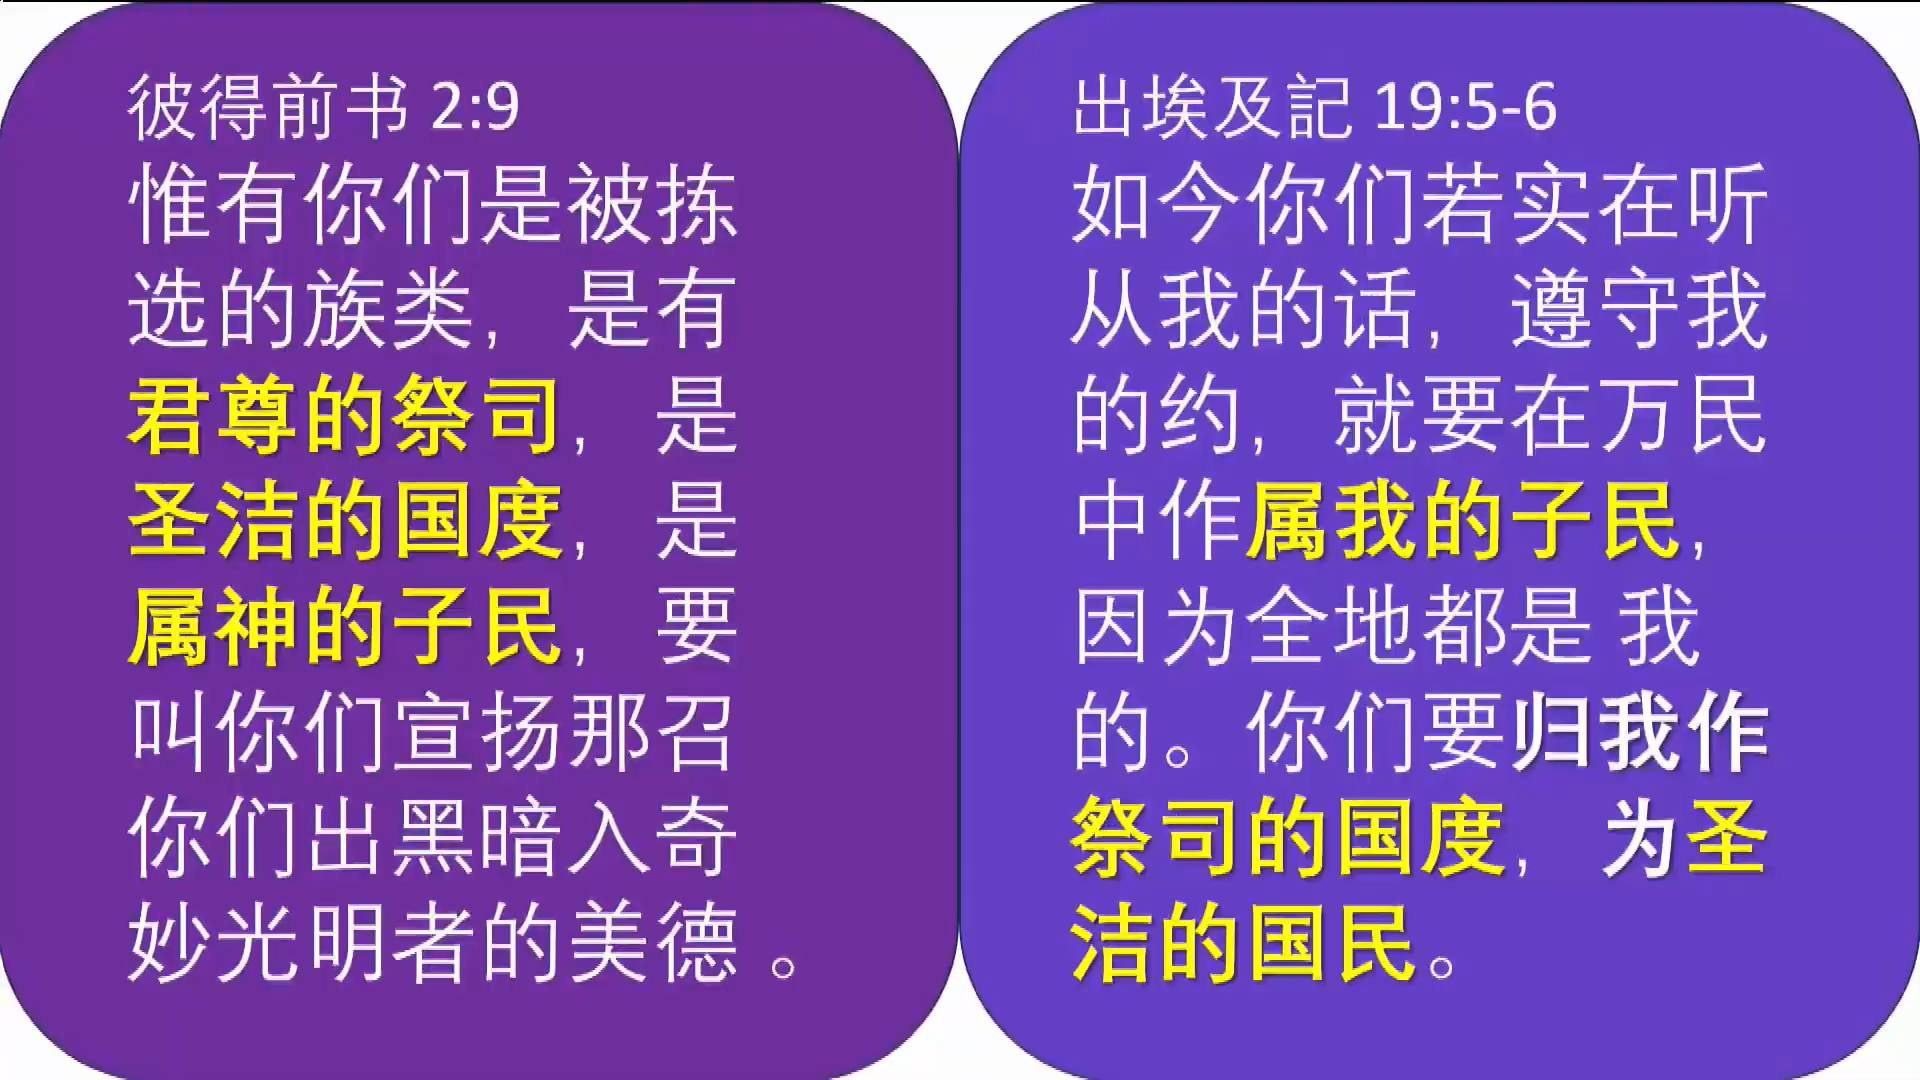 彼得前书 2:9
惟有你们是被拣
选的族类，是有
君尊的祭司，是
圣洁的国度，是
属神的子民，要
叫你们宣扬那召
你们出黑暗入奇
妙光明者的美德 。
出埃及記 19:5-6
如今你们若实在听
从我的话，遵守我
的约，就要在万民
中作属我的子民，
因为全地都是 我
的。你们要归我作
祭司的国度，为圣
洁的国民。